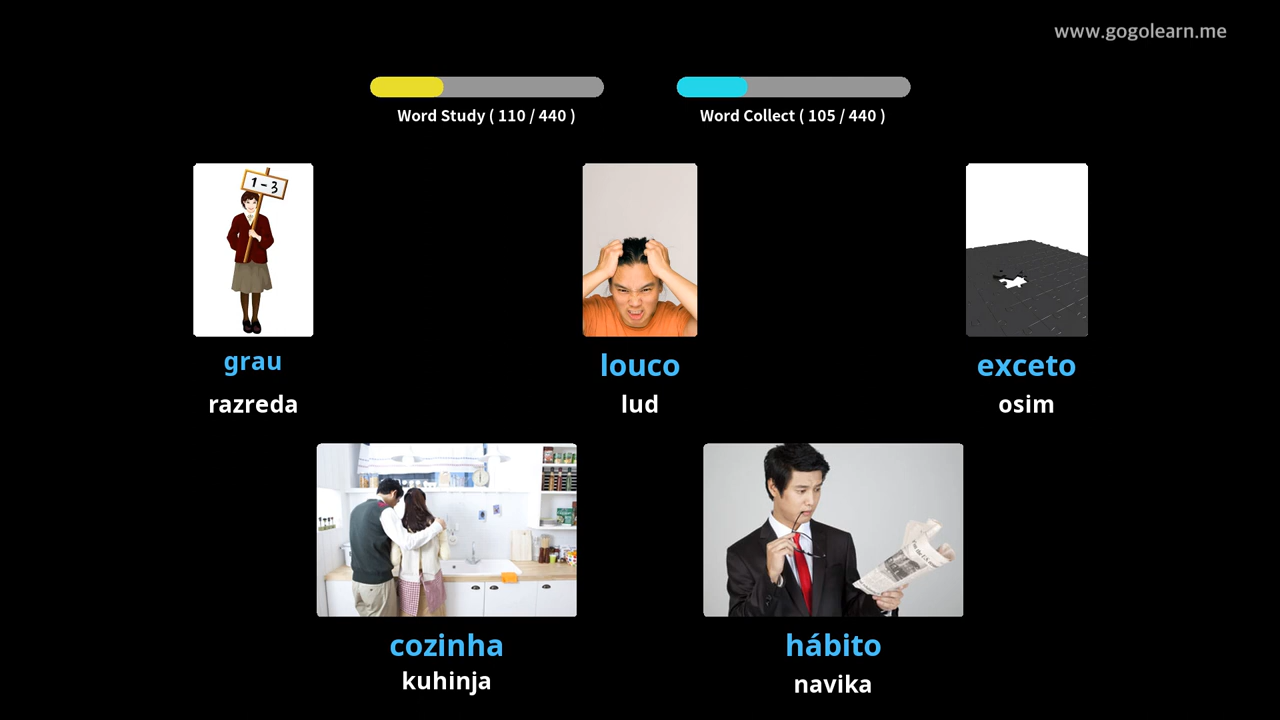 www.gogolearn.me
Word Study ( 110 / 440 )
Word Collect ( 105 / 440 )
1-3
grau
louco
exceto
razreda
lud
osim
cozinha
hábito
kuhinja
navika